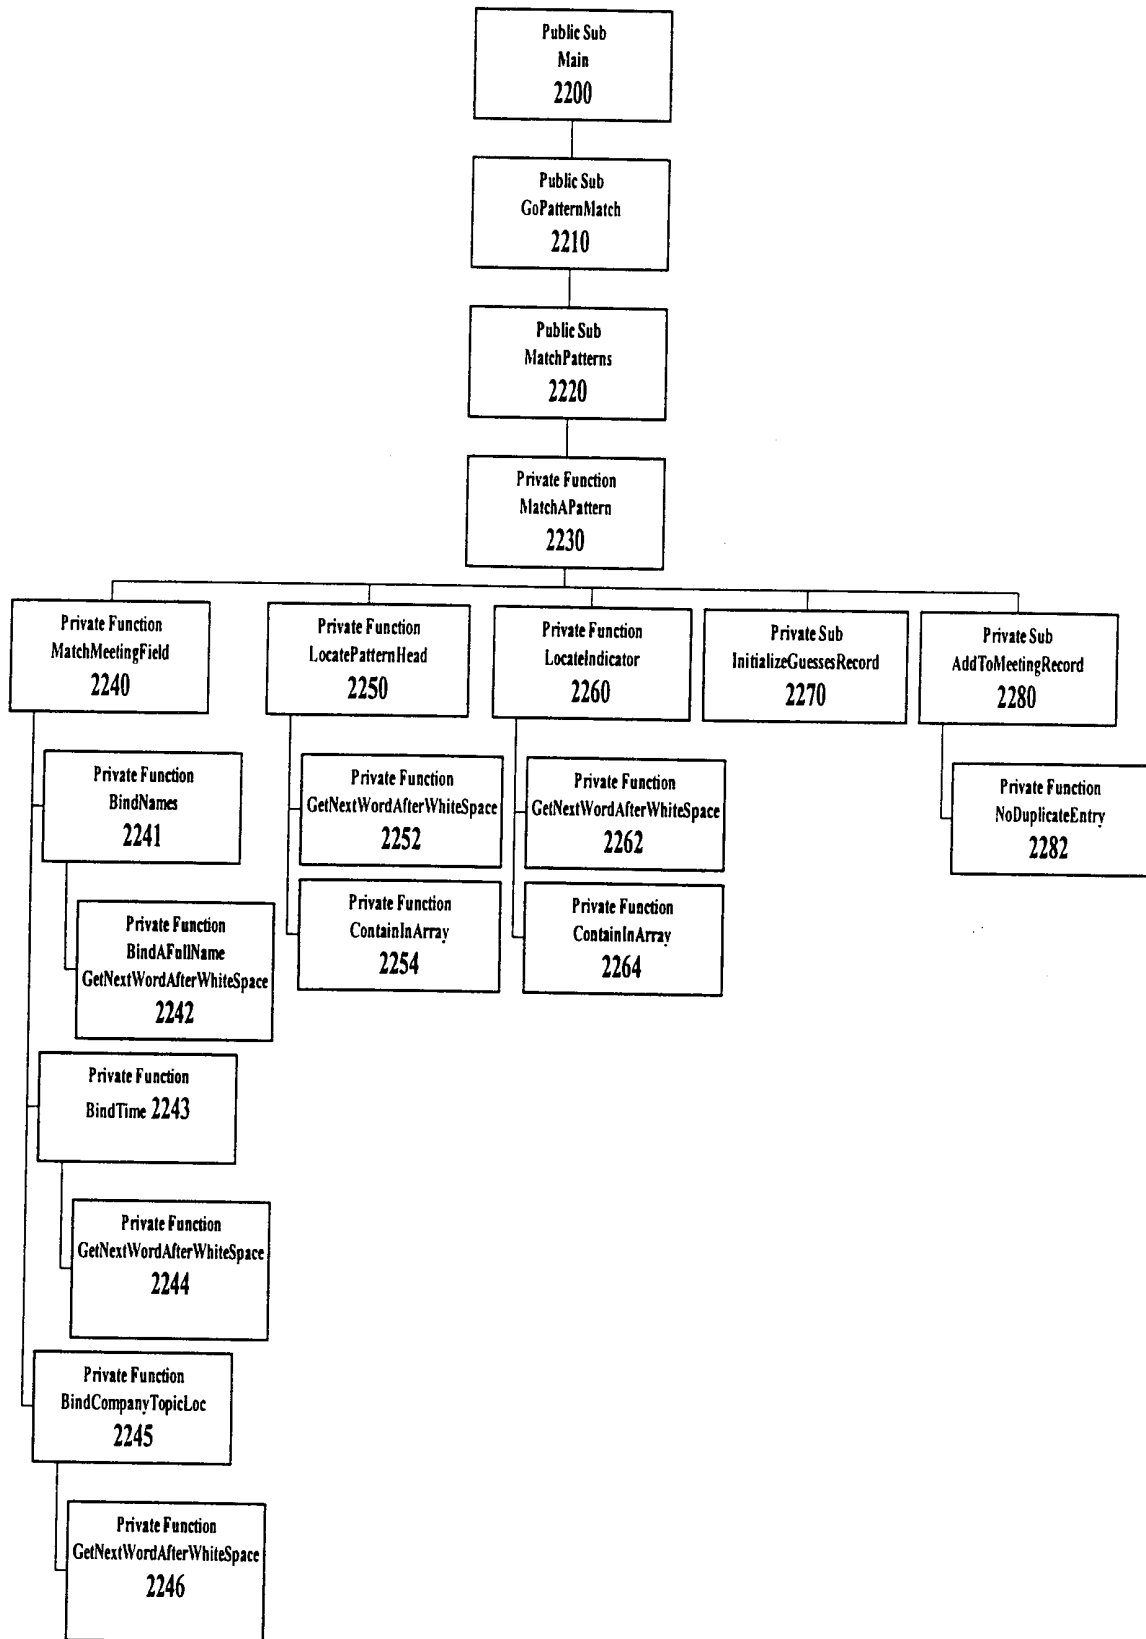 Public Sub
Main
2200
Public Sub
GoPatternMatch
2210
Public Sub
MatchPatterns
2220
Private Function
MatchAPattern
2230
Private Function
MatchMeetingField
2240
Private Function
LocatePatternHead
2250
Private Function
LocateIndicator
2260
Private Sub
InitializeGuessesRecord
2270
Private Sub
AddToMeetingRecord
2280
Private Function
BindNames
2241
Private Function
GetNextWordAfterWhiteSpace
2252
Private Function
GetNextWordAfterWhiteSpace
2262
Private Function
NoDuplicateEntry
2282
Private Function
BindAFullName
GetNextWordAfterWhiteSpace
2242
Private Function
ContainInArray
2254
Private Function
ContainInArray
2264
Private Function
BindTime 2243
Private Function
GetNextWordAfterWhiteSpace
2244
Private Function
BindCompanyTopicLoc
2245
Private Function
GetNextWordAfterWhiteSpace
2246